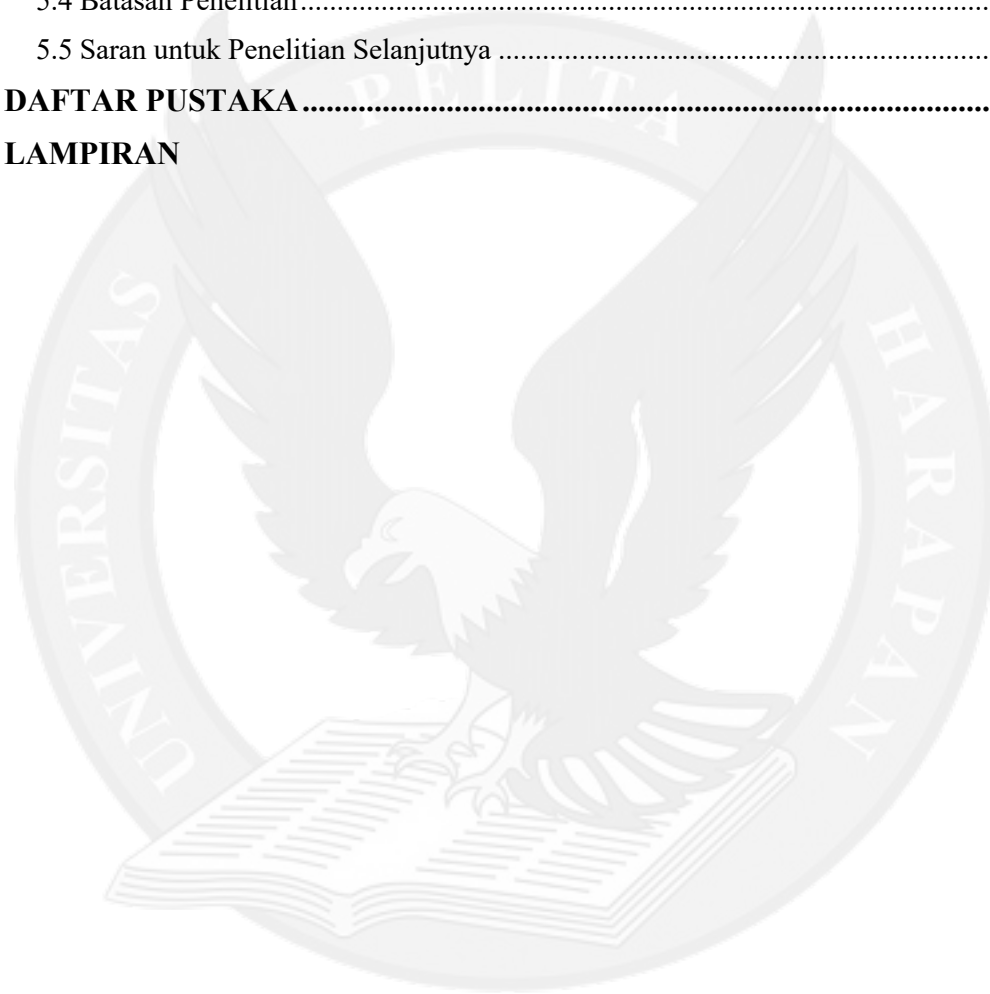 5.4 Batasan Penelitian........................................................................................................
5.5 Saran untuk Penelitian Selanjutnya ...........................................................................
DAFTAR PUSTAKA.......................................................................................
LAMPIRAN
UNIVERSITAS PELITA HARAPAN